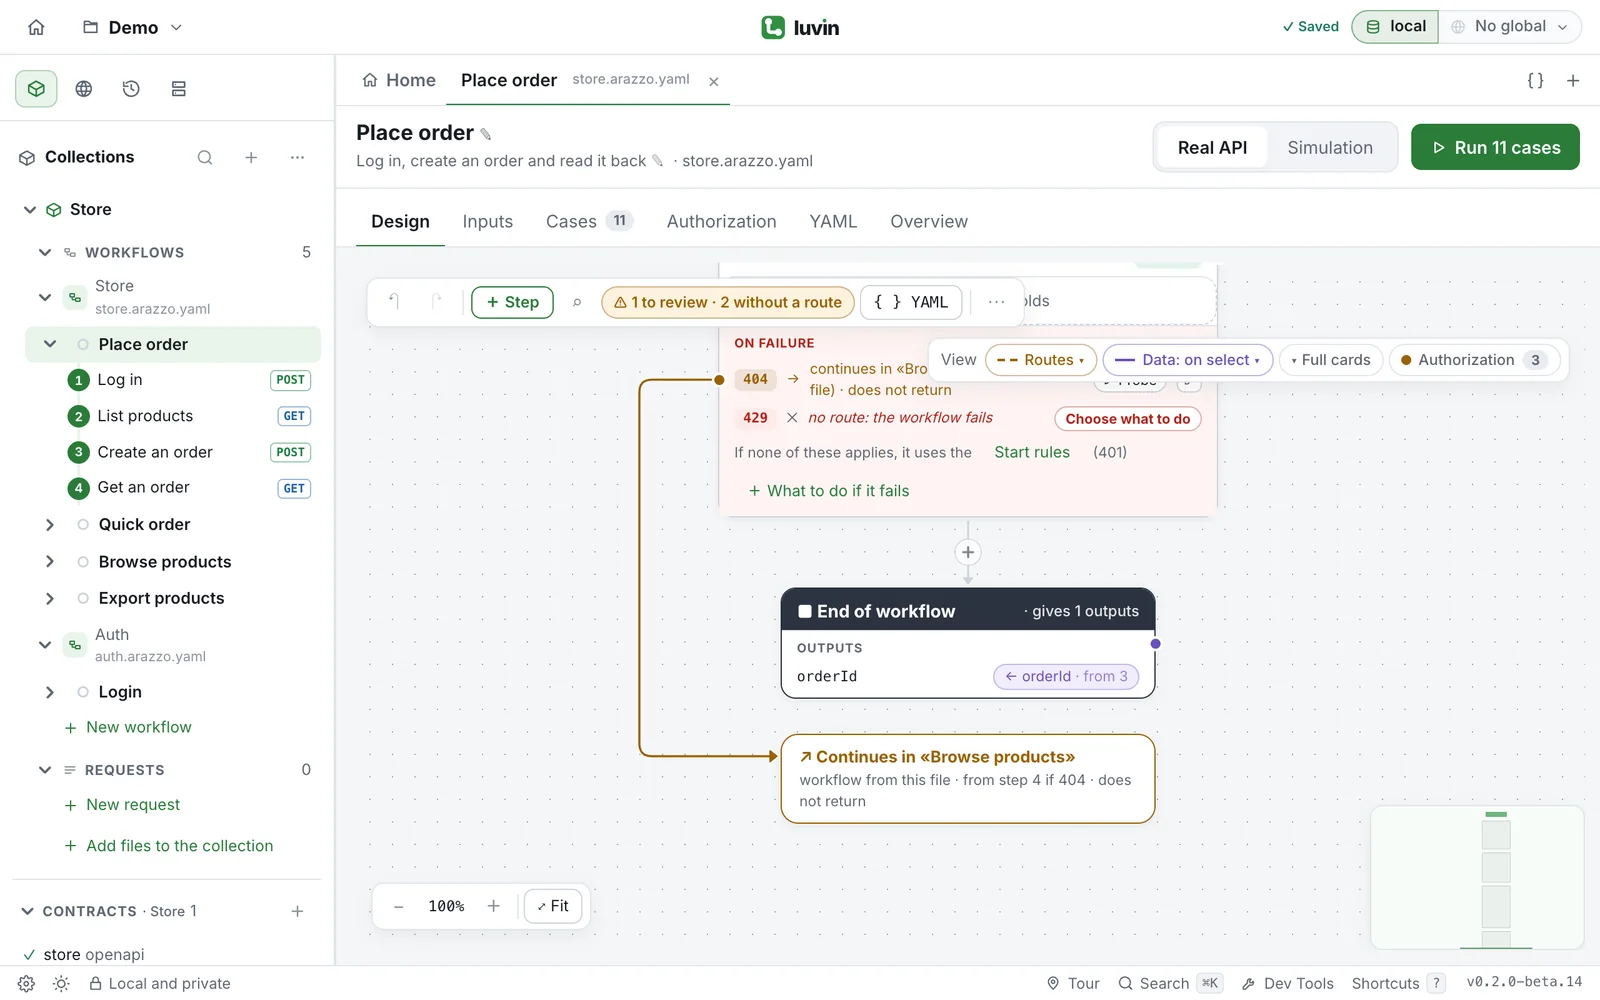 Demo
luvin
Saved
local
No global
Home
Place order
store.arazzo.yaml
{ }
Collections
Place order
Log in, create an order and read it back
· store.arazzo.yaml
Real API
Simulation
Run 11 cases
Store
WORKFLOWS
5
Store
store.arazzo.yaml
Place order
1 Log in POST
2 List products GET
3 Create an order POST
4 Get an order GET
Quick order
Browse products
Export products
Auth
auth.arazzo.yaml
Login
+ New workflow
REQUESTS
0
+ New request
+ Add files to the collection
CONTRACTS · Store 1
store openapi
Design
Inputs
Cases 11
Authorization
YAML
Overview
+ Step
1 to review · 2 without a route
{ } YAML
View
Routes
Data: on select
Full cards
Authorization 3
ON FAILURE
404 → continues in «Bro
file) · does not return
429 × no route: the workflow fails
Choose what to do
If none of these applies, it uses the Start rules (401)
+ What to do if it fails
End of workflow
· gives 1 outputs
OUTPUTS
orderId
← orderId · from 3
Continues in «Browse products»
workflow from this file · from step 4 if 404 · does
not return
− 100% +
Fit
Local and private
Tour
Search ⌘K
Dev Tools
Shortcuts ?
v0.2.0-beta.14